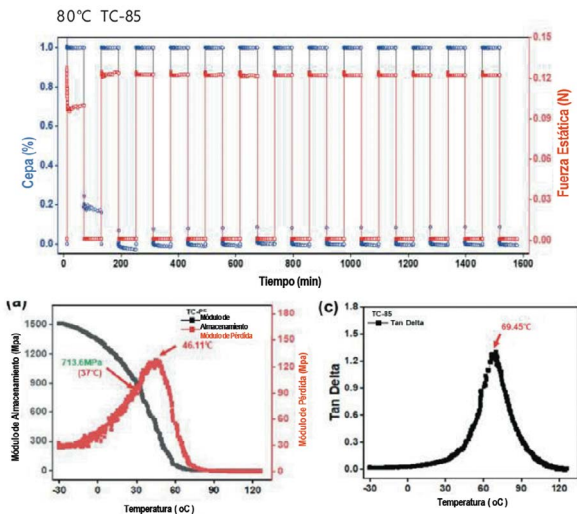 80℃ TC-85
1.0
0.8
0.6
0.4
0.2
0.0
Cepa (%)
0.15
0.12
0.09
0.06
0.03
0.00
Fuerza Estática (N)
0 200 400 600 800 1000 1200 1400 1600
Tiempo (min)
(a)
Módulo de
Almacenamiento
Módulo de Pérdida
46.11℃
713.6MPa
(37℃)
1500
1200
900
600
300
0
Módulo de Almacenamiento (Mpa)
180
150
120
90
60
30
0
Módulo de Pérdida (Mpa)
-30 0 30 60 90 120
Temperatura ( oC )
(c)
TC-85
Tan Delta
69.45℃
1.8
1.5
1.2
0.9
0.6
0.3
0.0
Tan Delta
-30 0 30 60 90 120
Temperatura ( oC )